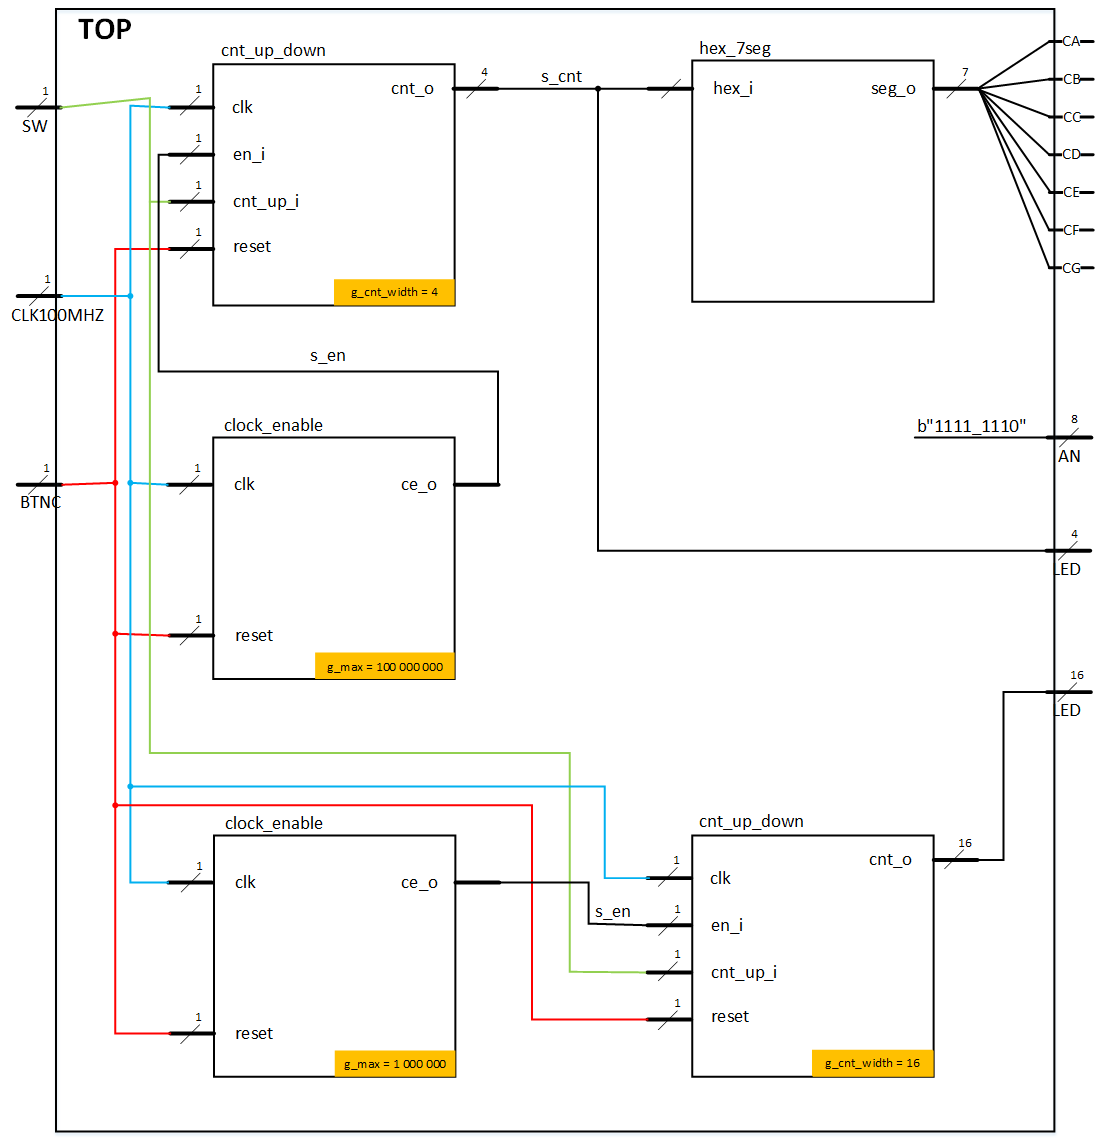 TOP
cnt_up_down
hex_7seg
CA
1
SW
1
clk
cnt_o
4
s_cnt
hex_i
seg_o
7
CB
CC
1
en_i
CD
1
cnt_up_i
CE
1
reset
CF
CG
g_cnt_width = 4
1
CLK100MHZ
s_en
clock_enable
b"1111_1110"
8
AN
1
BTNC
1
clk
ce_o
4
LED
1
reset
g_max = 100 000 000
16
LED
clock_enable
cnt_up_down
1
clk
ce_o
cnt_o
16
1
clk
s_en
1
en_i
1
cnt_up_i
1
reset
1
reset
g_max = 1 000 000
g_cnt_width = 16